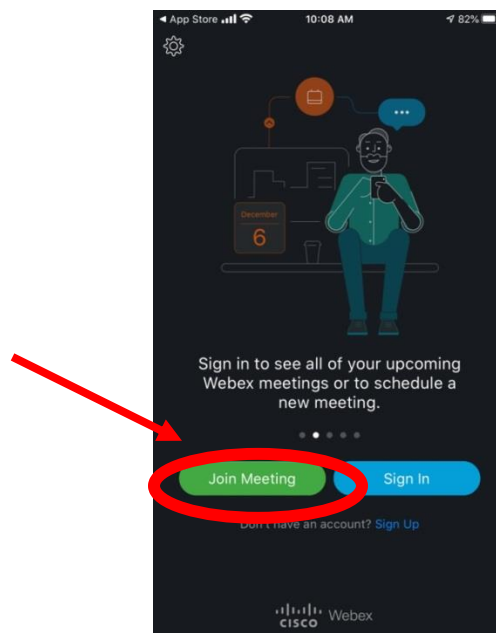 App Store 10:08 AM 82%
December
6
Sign in to see all of your upcoming
Webex meetings or to schedule a
new meeting.
Join Meeting Sign In
Don't have an account? Sign Up
CISCO Webex